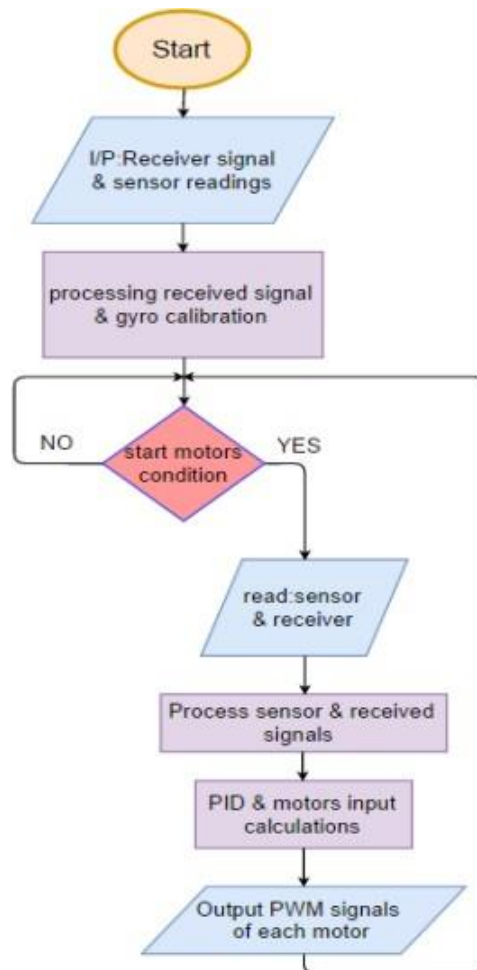 Start
I/P:Receiver signal
& sensor readings
processing received signal
& gyro calibration
NO
start motors
condition
YES
read:sensor
& receiver
Process sensor & received
signals
PID & motors input
calculations
Output PWM signals
of each motor